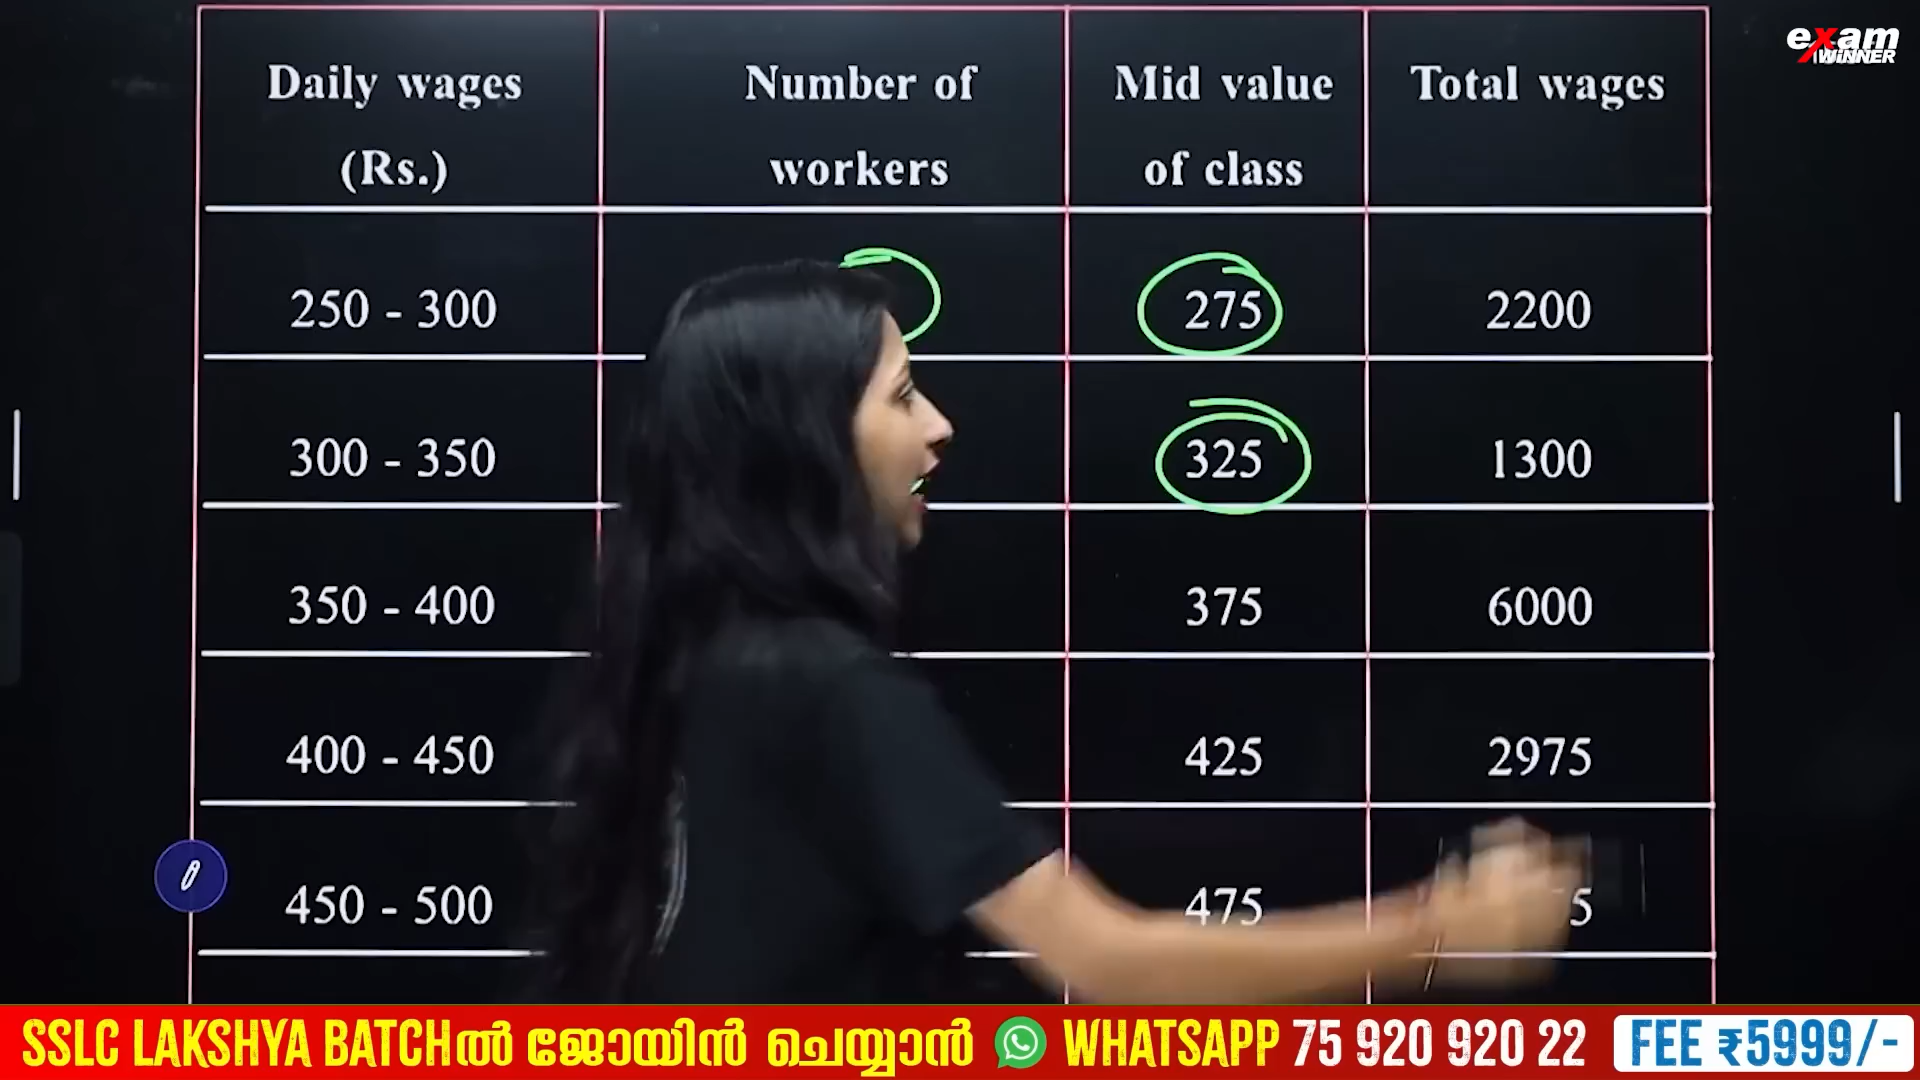 exam
WINNER
Daily wages (Rs.)
Number of workers
Mid value of class
Total wages
250 - 300 275 2200
300 - 350 325 1300
350 - 400 375 6000
400 - 450 425 2975
450 - 500 475
SSLC LAKSHYA BATCHൽ ജോയിൻ ചെയ്യാൻ WHATSAPP 75 920 920 22 FEE ₹5999/-